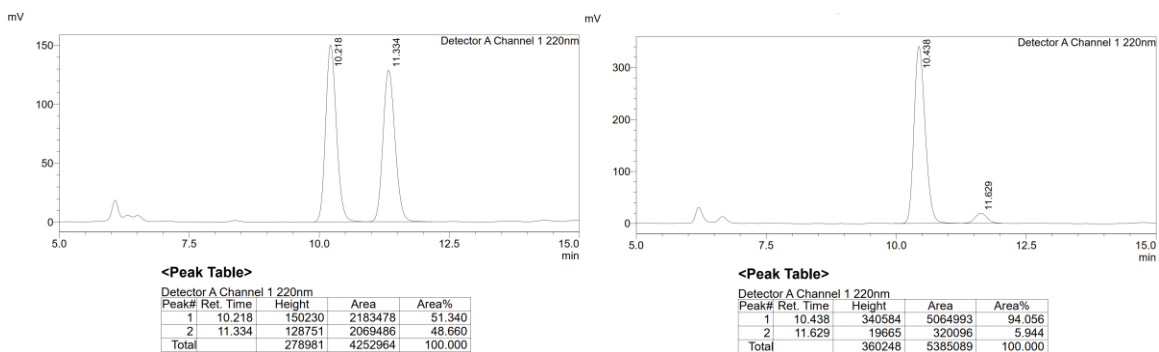 mV
Detector A Channel 1 220nm
150
100
50
0
10.218
11.334
5.0 7.5 10.0 12.5 15.0
min
<Peak Table>
Detector A Channel 1 220nm
Peak# Ret. Time Height Area Area%
1 10.218 150230 2183478 51.340
2 11.334 128751 2069486 48.660
Total 278981 4252964 100.000
mV
Detector A Channel 1 220nm
300
200
100
0
10.438
11.629
5.0 7.5 10.0 12.5 15.0
min
<Peak Table>
Detector A Channel 1 220nm
Peak# Ret. Time Height Area Area%
1 10.438 340584 5064993 94.056
2 11.629 19665 320096 5.944
Total 360248 5385089 100.000